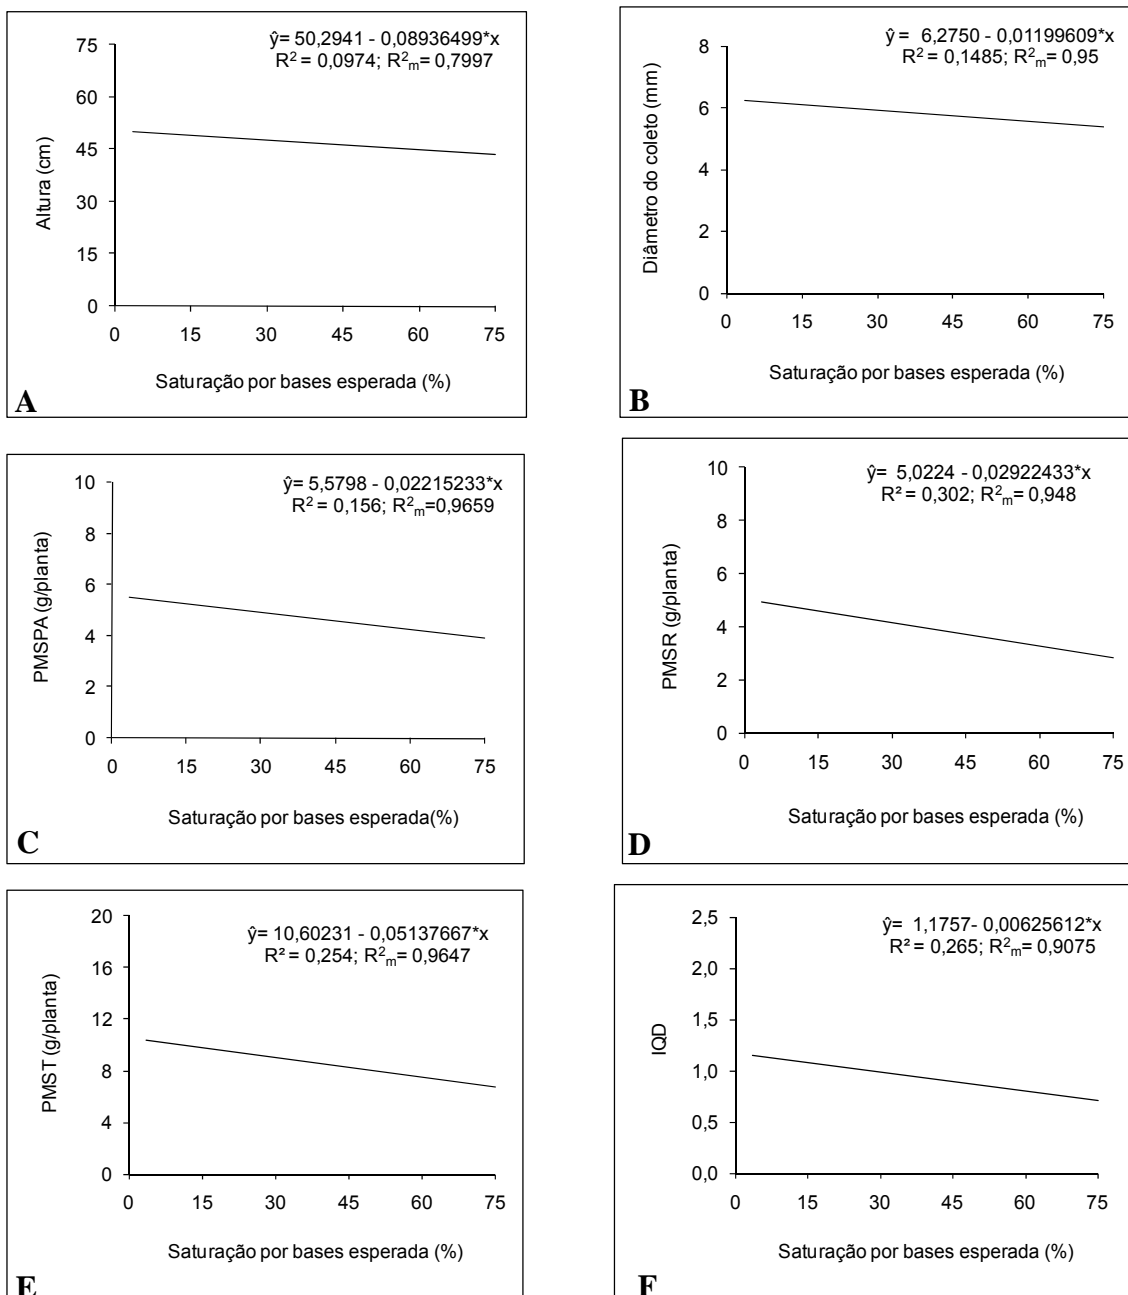 ŷ= 50,2941 - 0,08936499*x
R² = 0,0974; R²ₘ= 0,7997
75
60
45
30
15
0
Altura (cm)
0 15 30 45 60 75
Saturação por bases esperada (%)
A
ŷ = 6,2750 - 0,01199609*x
R² = 0,1485; R²ₘ= 0,95
8
6
4
2
0
Diâmetro do coleto (mm)
0 15 30 45 60 75
Saturação por bases esperada (%)
B
ŷ= 5,5798 - 0,02215233*x
R² = 0,156; R²ₘ=0,9659
10
8
6
4
2
0
PMSPA (g/planta)
0 15 30 45 60 75
Saturação por bases esperada(%)
C
ŷ= 5,0224 - 0,02922433*x
R² = 0,302; R²ₘ= 0,948
10
8
6
4
2
0
PMSR (g/planta)
0 15 30 45 60 75
Saturação por bases esperada (%)
D
ŷ= 10,60231 - 0,05137667*x
R² = 0,254; R²ₘ= 0,9647
20
16
12
8
4
0
PMST (g/planta)
0 15 30 45 60 75
Saturação por bases esperada (%)
E
ŷ= 1,1757- 0,00625612*x
R² = 0,265; R²ₘ= 0,9075
2,5
2,0
1,5
1,0
0,5
0,0
IQD
0 15 30 45 60 75
Saturação por bases esperada (%)
F